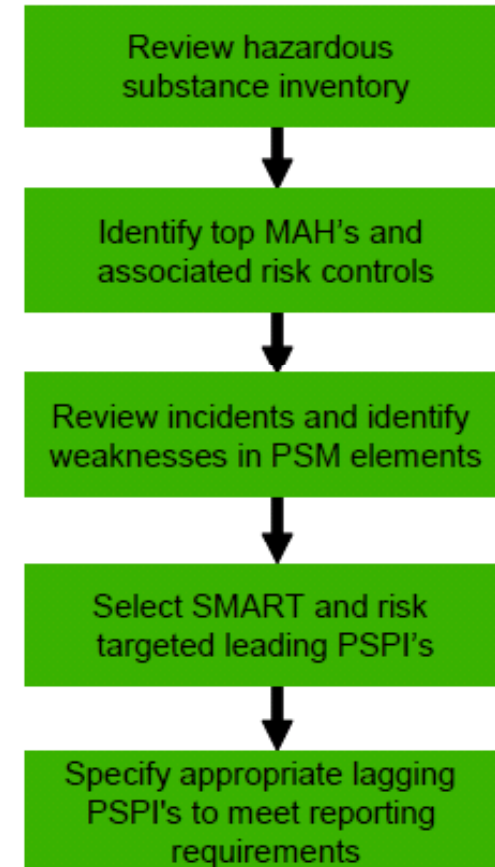 Review hazardous
substance inventory
Identify top MAH's and
associated risk controls
Review incidents and identify
weaknesses in PSM elements
Select SMART and risk
targeted leading PSPI's
Specify appropriate lagging
PSPI's to meet reporting
requirements